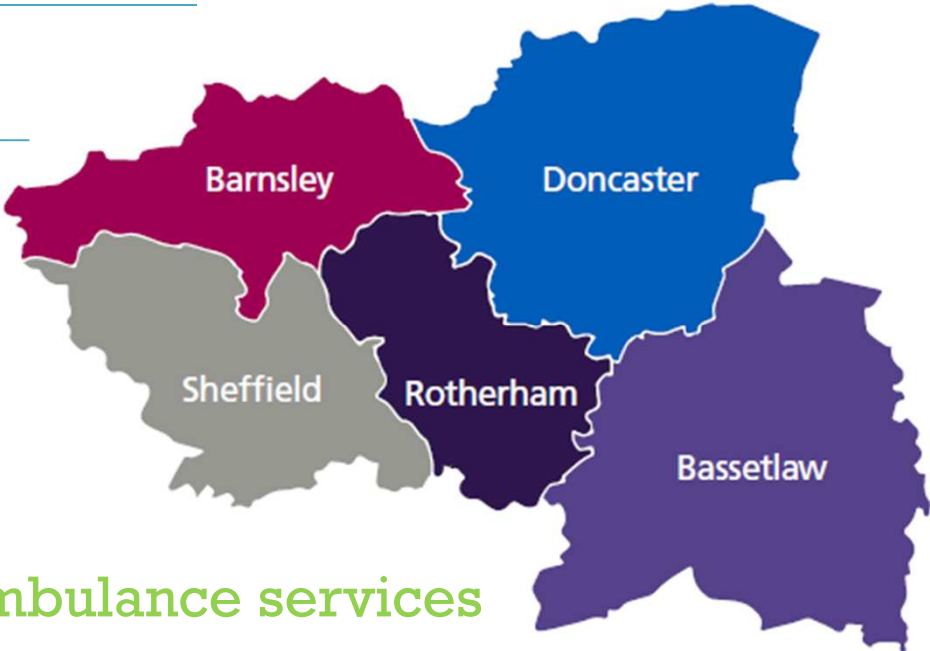 Barnsley
Doncaster
Sheffield
Rotherham
Bassetlaw
mbulance services